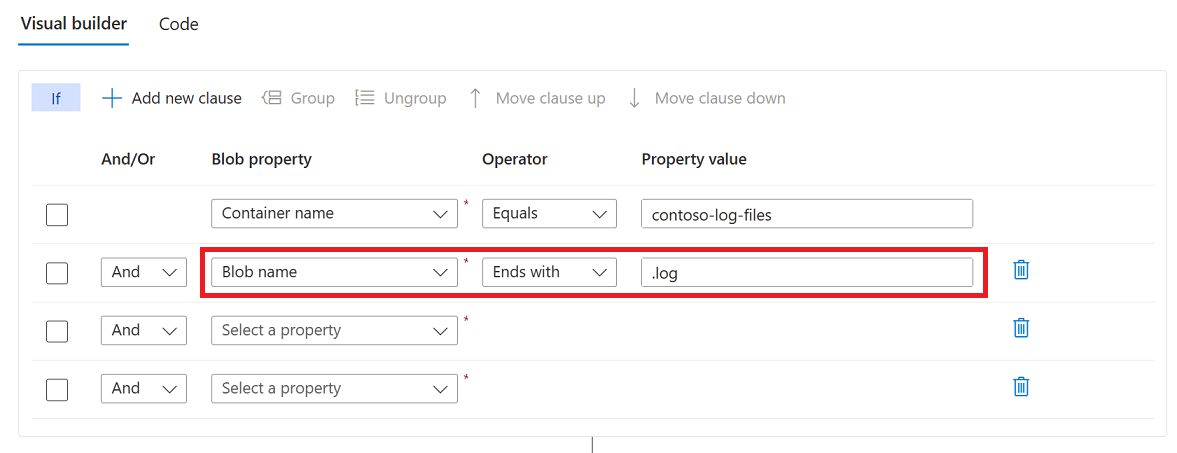 Visual builder Code
If Add new clause Group Ungroup Move clause up Move clause down
And/Or Blob property Operator Property value
Container name * Equals contoso-log-files
And Blob name * Ends with .log
And Select a property *
And Select a property *